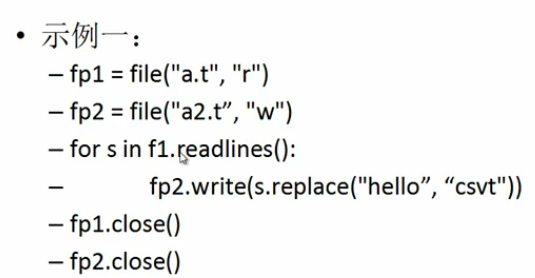 • 示例一：
– fp1 = file("a.t", "r")
– fp2 = file("a2.t”, "w")
– for s in f1.readlines():
– fp2.write(s.replace("hello”, “csvt"))
– fp1.close()
– fp2.close()